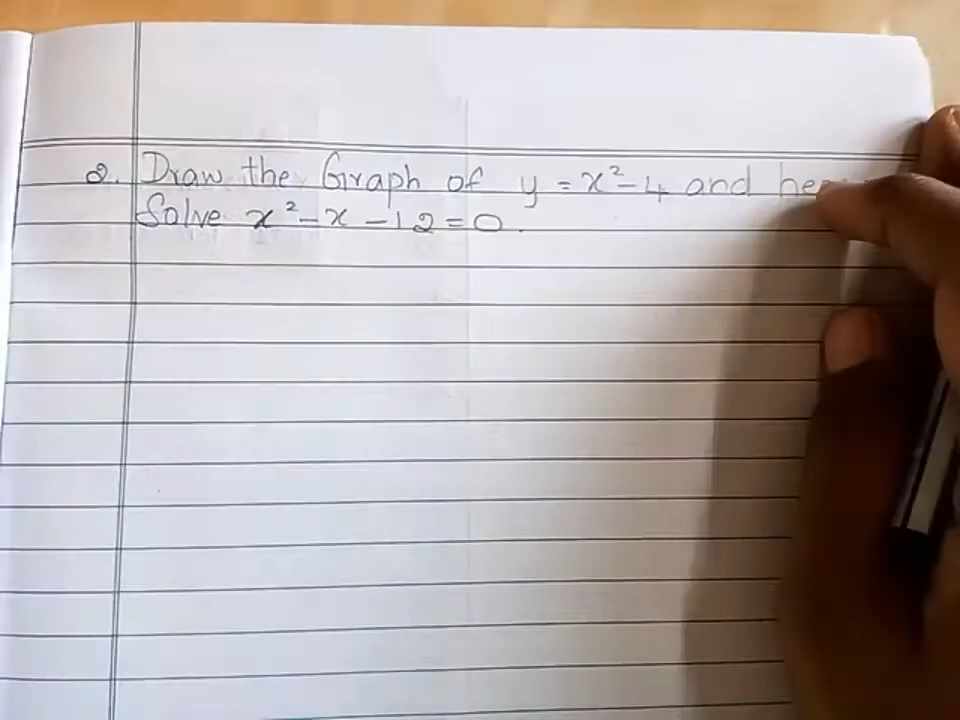 2. Draw the Graph of y = x² - 4 and
Solve x² - x - 12 = 0.